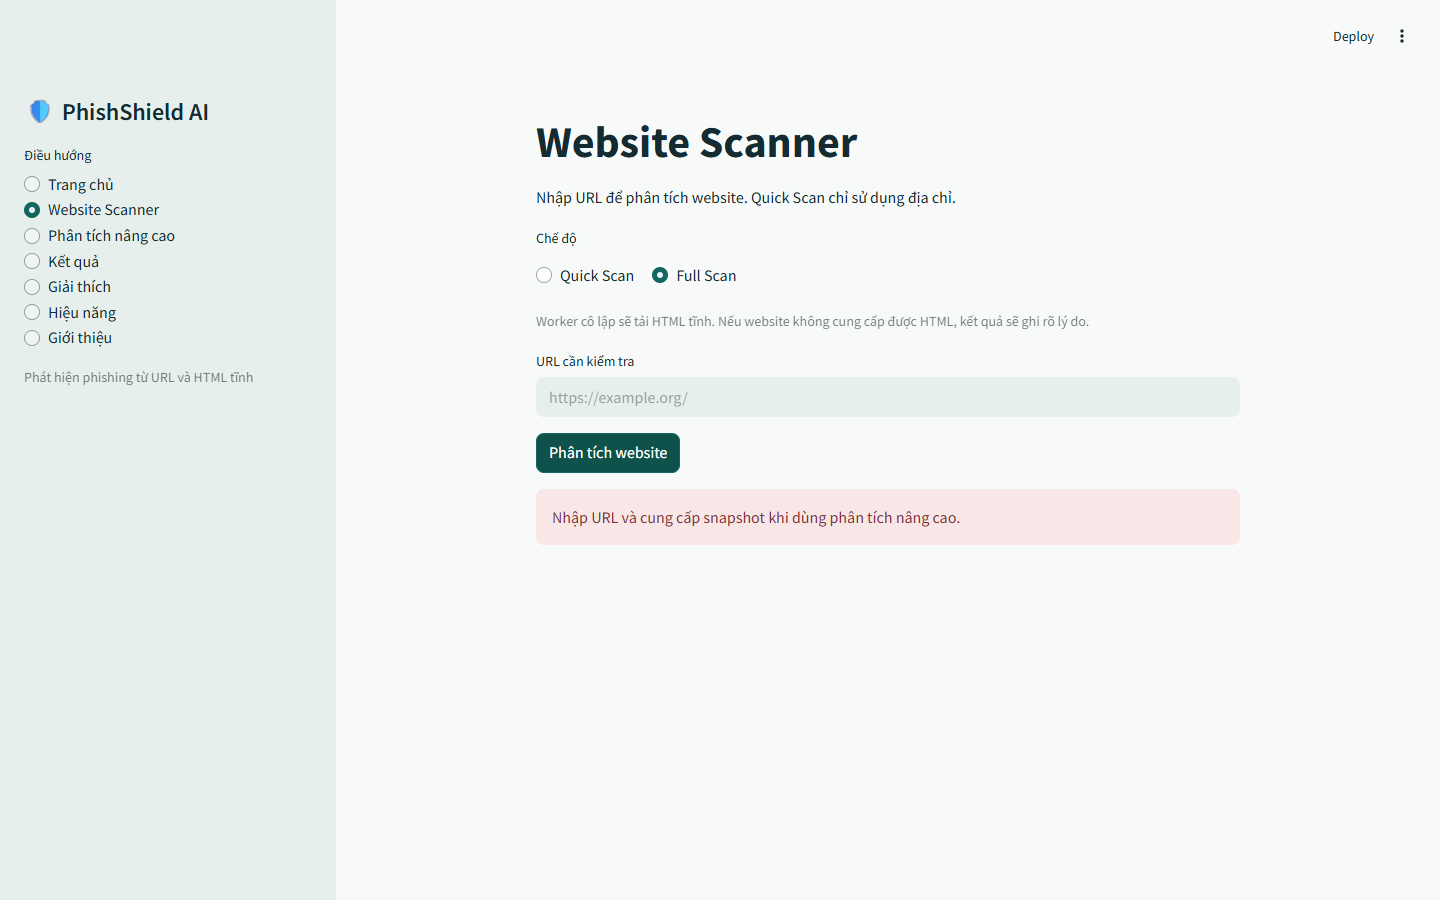 Deploy
PhishShield AI
Điều hướng
Trang chủ
Website Scanner
Phân tích nâng cao
Kết quả
Giải thích
Hiệu năng
Giới thiệu
Phát hiện phishing từ URL và HTML tĩnh
Website Scanner
Nhập URL để phân tích website. Quick Scan chỉ sử dụng địa chỉ.
Chế độ
Quick Scan Full Scan
Worker cô lập sẽ tải HTML tĩnh. Nếu website không cung cấp được HTML, kết quả sẽ ghi rõ lý do.
URL cần kiểm tra
https://example.org/
Phân tích website
Nhập URL và cung cấp snapshot khi dùng phân tích nâng cao.